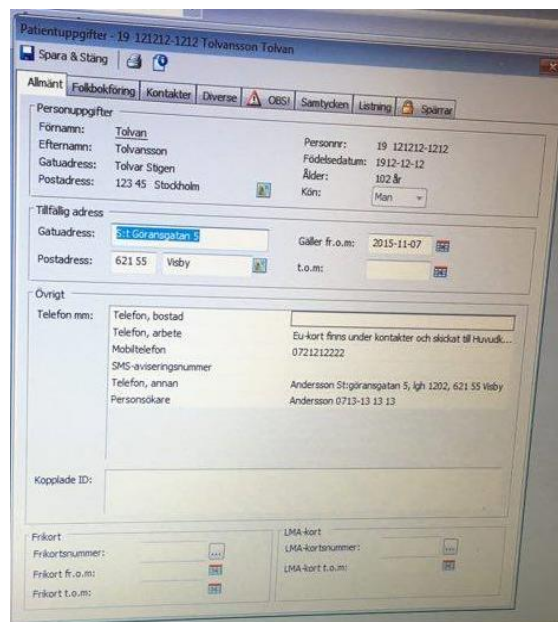 Patientuppgifter - 19 121212-1212 Tolvansson Tolvan
Spara & Stäng
Allmänt Folkbokföring Kontakter Diverse OBS! Samtycken Listning Spärrar
Personuppgifter
Förnamn: Tolvan Personnr: 19 121212-1212
Efternamn: Tolvansson Födelsedatum: 1912-12-12
Gatuadress: Tolvar Stigen Ålder: 102 år
Postadress: 123 45 Stockholm Kön: Man
Tillfällig adress
Gatuadress: S:t Göransgatan 5 Gäller fr.o.m: 2015-11-07
Postadress: 621 55 Visby t.o.m:
Övrigt
Telefon mm: Telefon, bostad
Telefon, arbete Eu-kort finns under kontakter och skickat till Huvudk...
Mobiltelefon 0721212222
SMS-aviseringsnummer
Telefon, annan Andersson St:göransgatan 5, lgh 1202, 621 55 Visby
Personsökare Andersson 0713-13 13 13
Kopplade ID:
Frikort LMA-kort
Frikortsnummer: ... LMA-kortsnummer: ...
Frikort fr.o.m: LMA-kort t.o.m:
Frikort t.o.m: